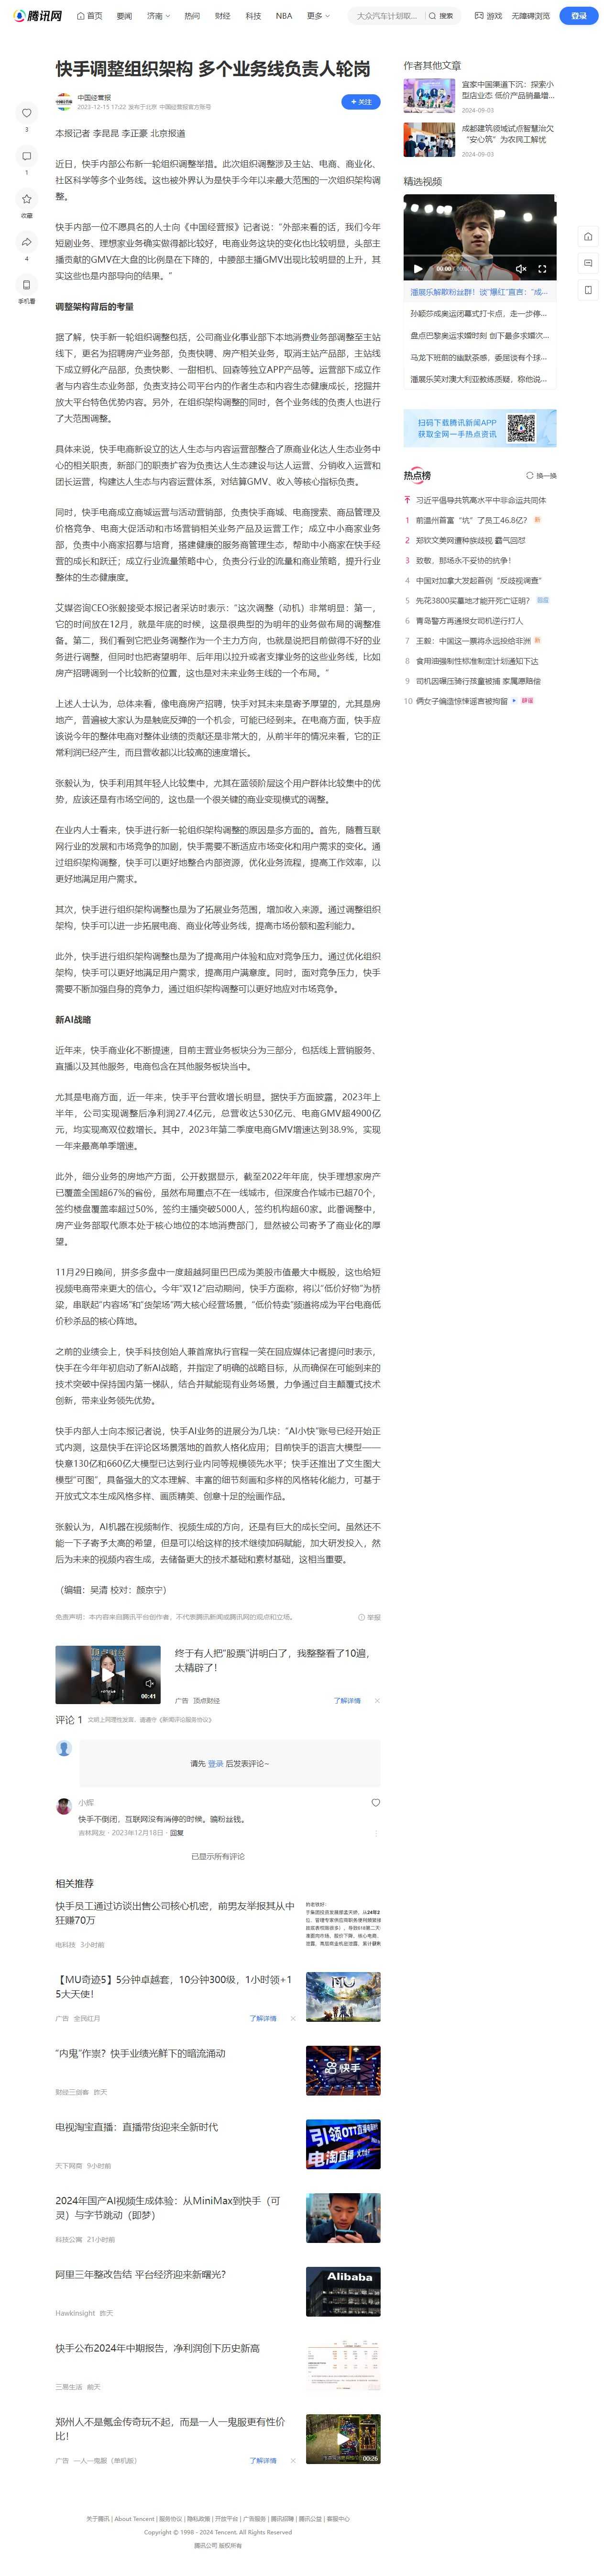 腾讯网
首页
要闻
济南
热问
财经
科技
NBA
更多
大众汽车计划取...
搜索
游戏
无障碍浏览
登录
快手调整组织架构 多个业务线负责人轮岗
中国经营报
2023-12-15 17:22 发布于北京 中国经营报官方账号
+ 关注
3
1
收藏
4
手机看
本报记者 李昆昆 李正豪 北京报道
近日，快手内部公布新一轮组织调整举措。此次组织调整涉及主站、电商、商业化、
社区科学等多个业务线。这也被外界认为是快手今年以来最大范围的一次组织架构调
整。
快手内部一位不愿具名的人士向《中国经营报》记者说：“外部来看的话，我们今年
短剧业务、理想家业务确实做得都比较好，电商业务这块的变化也比较明显，头部主
播贡献的GMV在大盘的比例是在下降的，中腰部主播GMV出现比较明显的上升，其
实这些也是内部导向的结果。”
调整架构背后的考量
据了解，快手新一轮组织调整包括，公司商业化事业部下本地消费业务部调整至主站
线下，更名为招聘房产业务部，负责快聘、房产相关业务，取消主站产品部，主站线
下成立孵化产品部，负责快影、一甜相机、回森等独立APP产品等。运营部下成立作
者与内容生态业务部，负责支持公司平台内的作者生态和内容生态健康成长，挖掘开
放大平台特色优势内容。另外，在组织架构调整的同时，各个业务线的负责人也进行
了大范围调整。
具体来说，快手电商新设立的达人生态与内容运营部整合了原商业化达人生态业务中
心的相关职责，新部门的职责扩容为负责达人生态建设与达人运营、分销收入运营和
团长运营，构建达人生态与内容运营体系，对结算GMV、收入等核心指标负责。
同时，快手电商成立商城运营与活动营销部，负责快手商城、电商搜索、商品管理及
价格竞争、电商大促活动和市场营销相关业务产品及运营工作；成立中小商家业务
部，负责中小商家招募与培育，搭建健康的服务商管理生态，帮助中小商家在快手经
营的成长和跃迁；成立行业流量策略中心，负责分行业的流量和商业策略，提升行业
整体的生态健康度。
艾媒咨询CEO张毅接受本报记者采访时表示：“这次调整（动机）非常明显：第一，
它的时间放在12月，就是年底的时候，这是很典型的为明年的业务做布局的调整准
备。第二，我们看到它把业务调整作为一个主力方向，也就是说把目前做得不好的业
务进行调整，但同时也把寄望明年、后年用以拉升或者支撑业务的这些业务线，比如
房产招聘调到一个比较新的位置，这也是对未来业务主线的一个布局。”
上述人士认为，总体来看，像电商房产招聘，快手对其未来是寄予厚望的，尤其是房
地产，普遍被大家认为是触底反弹的一个机会，可能已经到来。在电商方面，快手应
该说今年的整体电商对整体业绩的贡献还是非常大的，从前半年的情况来看，它的正
常利润已经产生，而且营收都以比较高的速度增长。
张毅认为，快手利用其年轻人比较集中，尤其在蓝领阶层这个用户群体比较集中的优
势，应该还是有市场空间的，这也是一个很关键的商业变现模式的调整。
在业内人士看来，快手进行新一轮组织架构调整的原因是多方面的。首先，随着互联
网行业的发展和市场竞争的加剧，快手需要不断适应市场变化和用户需求的变化。通
过组织架构调整，快手可以更好地整合内部资源，优化业务流程，提高工作效率，以
更好地满足用户需求。
其次，快手进行组织架构调整也是为了拓展业务范围，增加收入来源。通过调整组织
架构，快手可以进一步拓展电商、商业化等业务线，提高市场份额和盈利能力。
此外，快手进行组织架构调整也是为了提高用户体验和应对竞争压力。通过优化组织
架构，快手可以更好地满足用户需求，提高用户满意度。同时，面对竞争压力，快手
需要不断加强自身的竞争力，通过组织架构调整可以更好地应对市场竞争。
新AI战略
近年来，快手商业化不断提速，目前主营业务板块分为三部分，包括线上营销服务、
直播以及其他服务，电商包含在其他服务板块当中。
尤其是电商方面，近一年来，快手平台营收增长明显。据快手方面披露，2023年上
半年，公司实现调整后净利润27.4亿元，总营收达530亿元、电商GMV超4900亿
元，均实现高双位数增长。其中，2023年第二季度电商GMV增速达到38.9%，实现
一年来最高单季增速。
此外，细分业务的房地产方面，公开数据显示，截至2022年年底，快手理想家房产
已覆盖全国超67%的省份，虽然布局重点不在一线城市，但深度合作城市已超70个，
签约楼盘覆盖率超过50%，签约主播突破5000人，签约机构超60家。此番调整中，
房产业务部取代原本处于核心地位的本地消费部门，显然被公司寄予了商业化的厚
望。
11月29日晚间，拼多多盘中一度超越阿里巴巴成为美股市值最大中概股，这也给短
视频电商带来更大的信心。今年“双12”启动期间，快手方面称，将以“低价好物”为桥
梁，串联起“内容场”和“货架场”两大核心经营场景，“低价特卖”频道将成为平台电商低
价秒杀品的核心阵地。
之前的业绩会上，快手科技创始人兼首席执行官程一笑在回应媒体记者提问时表示，
快手在今年年初启动了新AI战略，并指定了明确的战略目标，从而确保在可能到来的
技术突破中保持国内第一梯队，结合并赋能现有业务场景，力争通过自主颠覆式技术
创新，带来业务领先优势。
快手内部人士向本报记者说，快手AI业务的进展分为几块：“AI小快”账号已经开始正
式内测，这是快手在评论区场景落地的首款人格化应用；目前快手的语言大模型——
快意130亿和660亿大模型已达到行业内同等规模领先水平；快手还推出了文生图大
模型“可图”，具备强大的文本理解、丰富的细节刻画和多样的风格转化能力，可基于
开放式文本生成风格多样、画质精美、创意十足的绘画作品。
张毅认为，AI机器在视频制作、视频生成的方向，还是有巨大的成长空间。虽然还不
能一下子寄予太高的希望，但是可以给这样的技术继续加码赋能，加大研发投入，然
后为未来的视频内容生成，去储备更大的技术基础和素材基础，这相当重要。
（编辑：吴清 校对：颜京宁）
免责声明：本内容来自腾讯平台创作者，不代表腾讯新闻或腾讯网的观点和立场。
举报
00:41
终于有人把“股票”讲明白了，我整整看了10遍，
太精辟了！
广告 顶点财经
了解详情
评论 1 文明上网理性发言，请遵守《新闻评论服务协议》
请先 登录 后发表评论~
小辉
快手不倒闭，互联网没有消停的时候。骗粉丝钱。
吉林网友 · 2023年12月18日 · 回复
已显示所有评论
相关推荐
快手员工通过访谈出售公司核心机密，前男友举报其从中
狂赚70万
电科技 3小时前
【MU奇迹5】5分钟卓越套，10分钟300级，1小时领+1
5大天使！
广告 全民红月
了解详情
MU
“内鬼”作祟？快手业绩光鲜下的暗流涌动
财经三剑客 昨天
快手
电视淘宝直播：直播带货迎来全新时代
天下网商 9小时前
引领OTT直播
电淘直播
2024年国产AI视频生成体验：从MiniMax到快手（可
灵）与字节跳动（即梦）
科技公寓 21小时前
阿里三年整改告结 平台经济迎来新曙光？
HawkInsight 昨天
Alibaba
快手公布2024年中期报告，净利润创下历史新高
三易生活 前天
郑州人不是氪金传奇玩不起，而是一人一鬼服更有性价
比！
广告 一人一鬼服（单机版）
了解详情
00:26
作者其他文章
宜家中国渠道下沉：探索小
型店业态 低价产品销量增...
2024-09-03
成都建筑领域试点智慧治欠
“安心筑”为农民工解忧
2024-09-03
精选视频
00:00
潘展乐解散粉丝群！谈“爆红”直言：“成...
孙颖莎成奥运闭幕式打卡点，走一步停...
盘点巴黎奥运求婚时刻 创下最多求婚次...
马龙下班前的幽默茶感，委屈谈有个球...
潘展乐笑对澳大利亚教练质疑，称他说...
扫码下载腾讯新闻APP
获取全网一手热点资讯
热点榜
换一换
习近平倡导共筑高水平中非命运共同体
1 前温州首富“坑”了员工46.8亿？ 新
2 郑钦文美网遭种族歧视 霸气回怼
3 致敬，那场永不妥协的抗争！
4 中国对加拿大发起首例“反歧视调查”
5 先花3800买墓地才能开死亡证明？ 回应
6 青岛警方再通报女司机逆行打人
7 王毅：中国这一票将永远投给非洲 新
8 食用油强制性标准制定计划通知下达
9 司机因碾压骑行孩童被捕 家属愿赔偿
10 俩女子编造惊悚谣言被拘留 辟谣
关于腾讯 | About Tencent | 服务协议 | 隐私政策 | 开放平台 | 广告服务 | 腾讯招聘 | 腾讯公益 | 客服中心
Copyright © 1998 - 2024 Tencent. All Rights Reserved
腾讯公司 版权所有